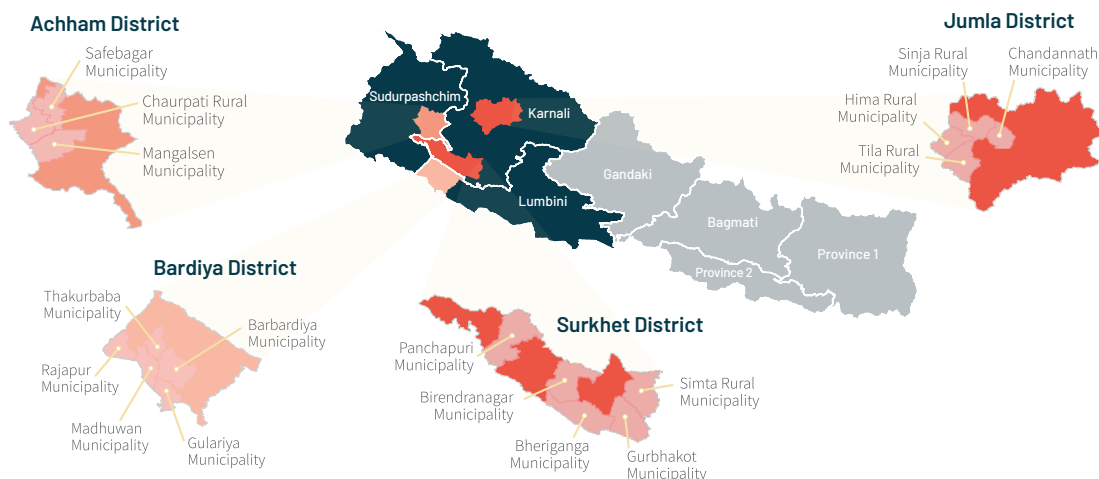 Achham District
Safebagar
Municipality
Chaurpati Rural
Municipality
Mangalsen
Municipality
Sudurpashchim
Karnali
Gandaki
Lumbini
Bagmati
Province 1
Province 2
Jumla District
Sinja Rural
Municipality
Chandannath
Municipality
Hima Rural
Municipality
Tila Rural
Municipality
Bardiya District
Thakurbaba
Municipality
Barbardiya
Municipality
Rajapur
Municipality
Madhuwan
Municipality
Gulariya
Municipality
Surkhet District
Panchapuri
Municipality
Birendranagar
Municipality
Simta Rural
Municipality
Bheriganga
Municipality
Gurbhakot
Municipality